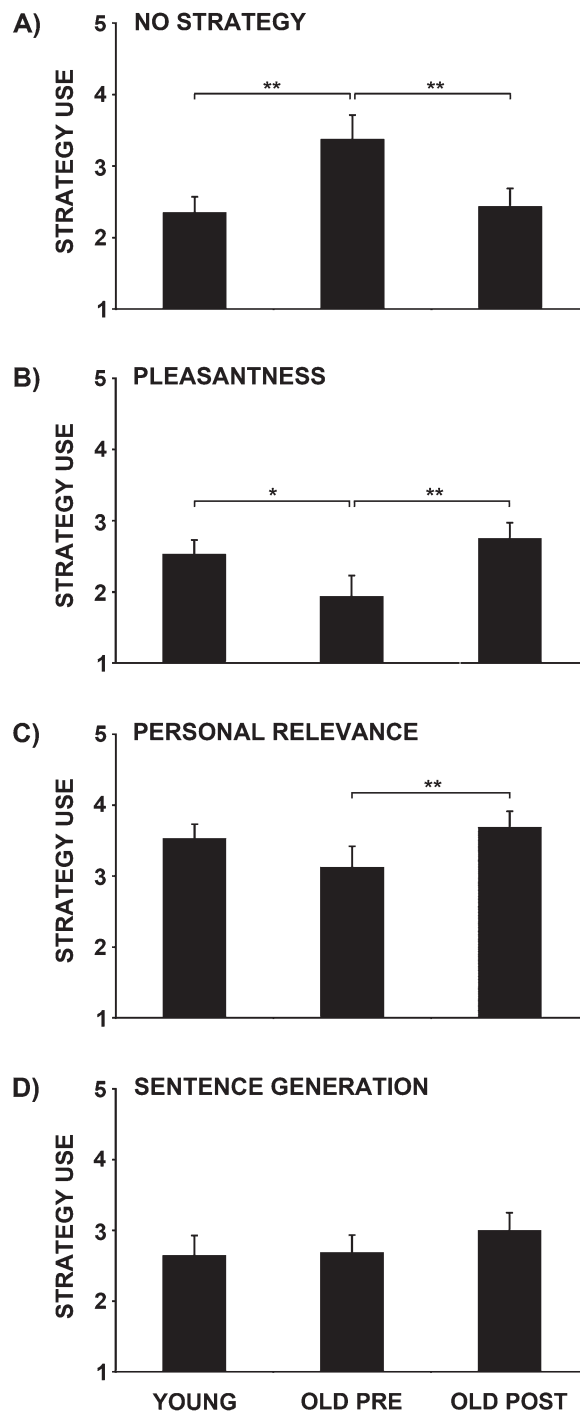 A) NO STRATEGY
5
4
3
2
1
STRATEGY USE
** **
B) PLEASANTNESS
5
4
3
2
1
STRATEGY USE
* **
C) PERSONAL RELEVANCE
5
4
3
2
1
STRATEGY USE
**
D) SENTENCE GENERATION
5
4
3
2
1
STRATEGY USE
YOUNG OLD PRE OLD POST